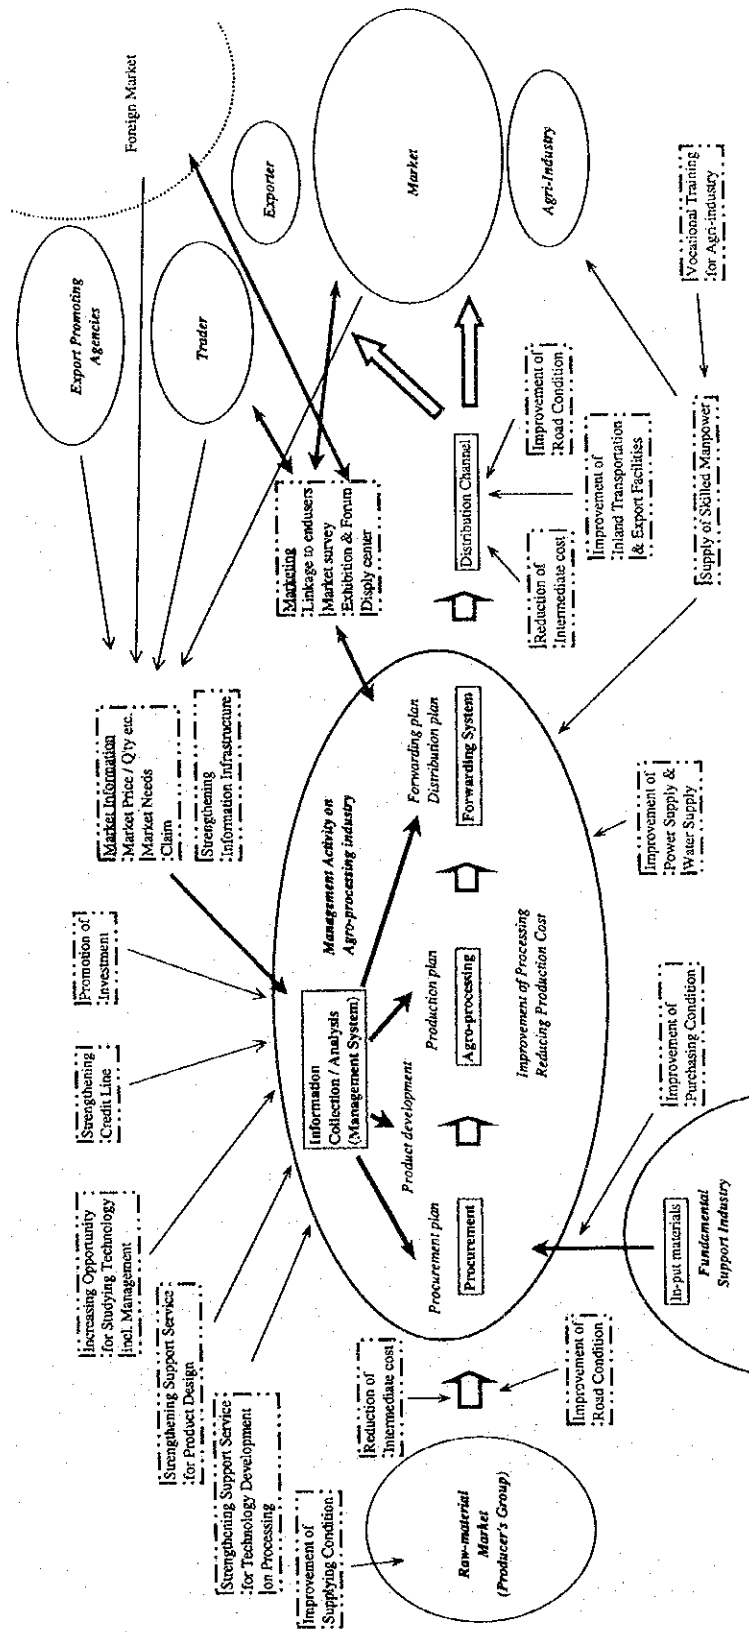 Increasing Opportunity
for Studying Technology
incl. Management
Strengthening
Credit Line
Promotion of
Investment
Market Information
Market Price / Q'ty etc.
Market Needs
Claim
Strengthening
Information Infrastructure
Export Promoting
Agencies
Foreign Market
Trader
Exporter
Strengthening Support Service
for Product Design
Strengthening Support Service
for Technology Development
on Processing
Improvement of
Supplying Condition
Information
Collection / Analysis
(Management System)
Management Activity on
Agro-processing industry
Marketing
Linkage to endusers
Market survey
Exhibition & Forum
Disply center
Market
Reduction of
Intermediate cost
Procurement plan
Product development
Production plan
Forwarding plan
Distribution plan
Raw-material
Market
(Producer's Group)
Procurement
Agro-processing
Forwarding System
Distribution Channel
Improvement of Processing
Reducing Production Cost
Reduction of
Intermediate cost
Improvement of
Road Condition
Agri-Industry
Improvement of
Road Condition
Improvement of
Inland Transportation
& Export Facilities
In-put materials
Fundamental
Support Industry
Improvement of
Purchasing Condition
Improvement of
Power Supply &
Water Supply
Supply of Skilled Manpower
Vocational Training
for Agri-industry